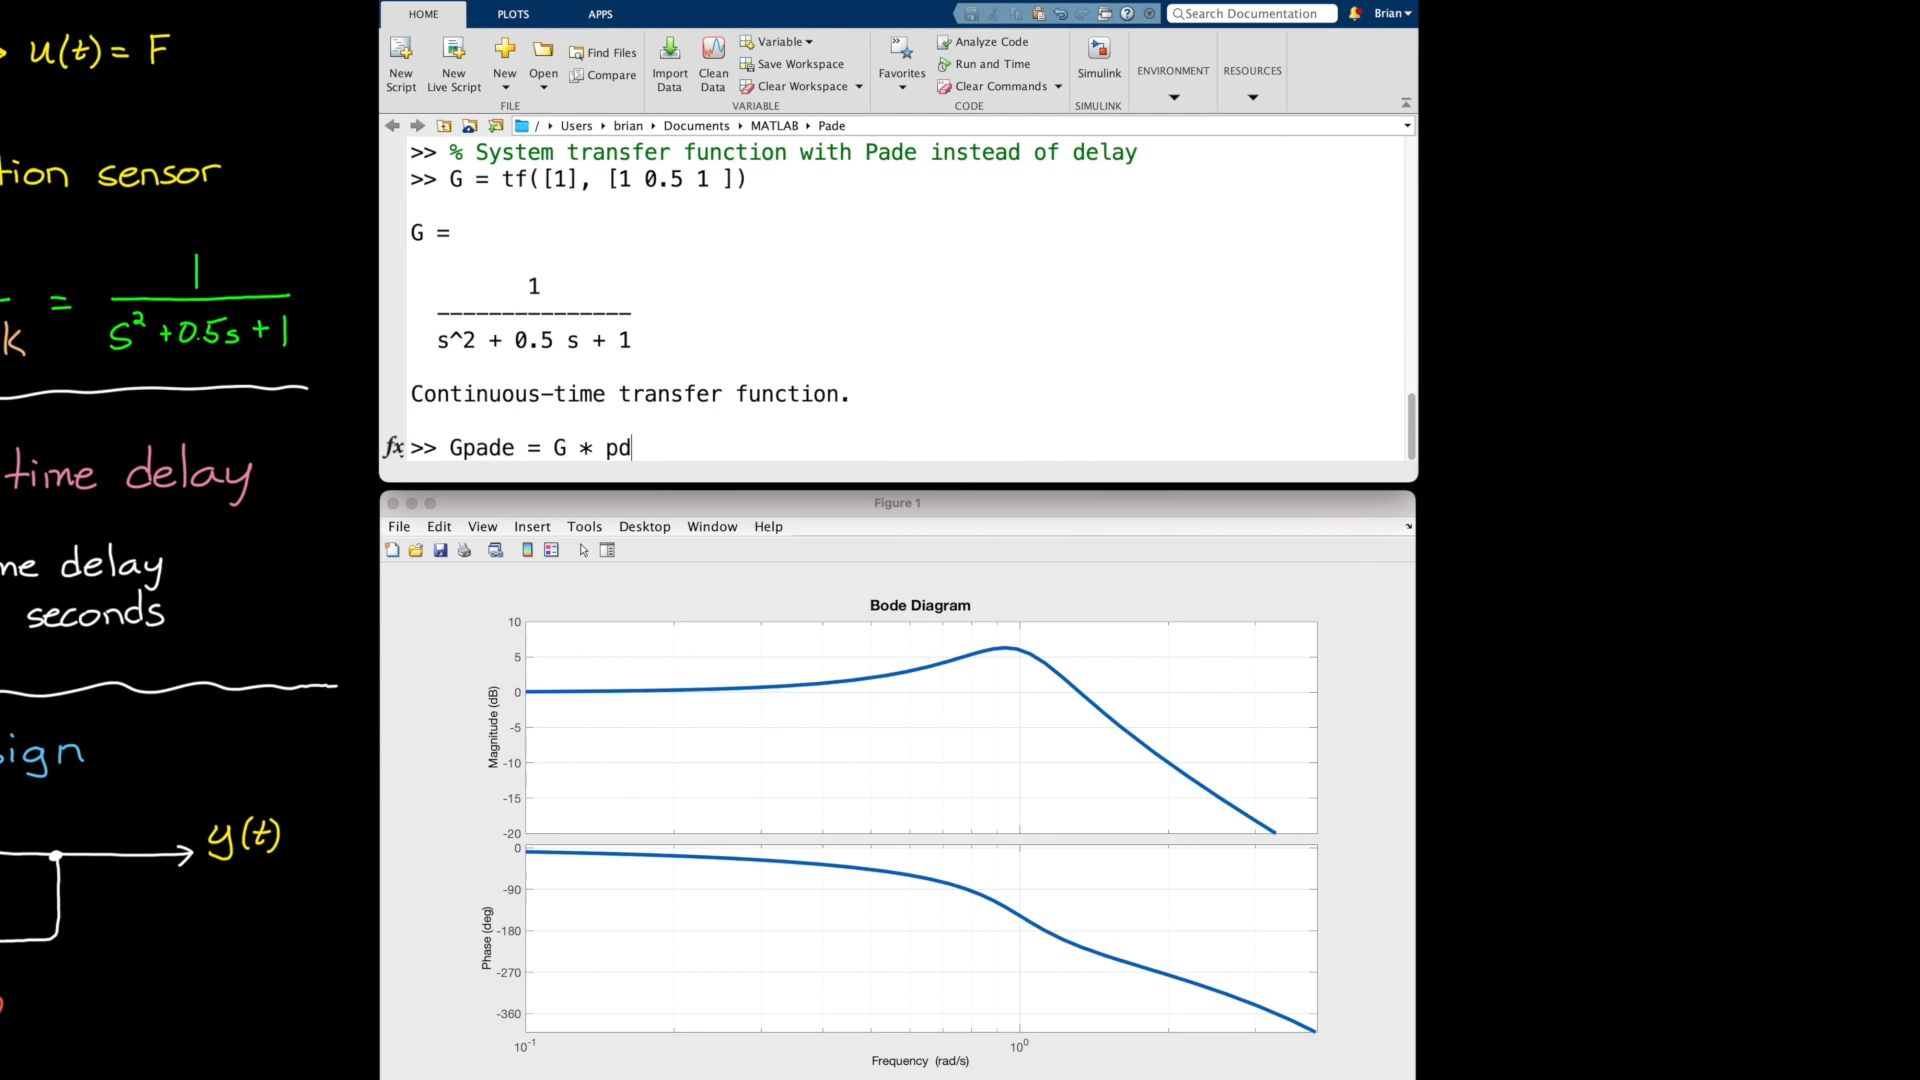 u(t) = F
tion sensor
k = 1
s² + 0.5s + 1
time delay
me delay
seconds
sign
y(t)
HOME PLOTS APPS
Search Documentation Brian
New Script
New Live Script
New
Open
Find Files
Compare
FILE
Import Data
Clean Data
Variable
Save Workspace
Clear Workspace
VARIABLE
Favorites
Analyze Code
Run and Time
Clear Commands
CODE
Simulink
SIMULINK
ENVIRONMENT
RESOURCES
/ Users brian Documents MATLAB Pade
>> % System transfer function with Pade instead of delay
>> G = tf([1], [1 0.5 1 ])
G =
1
---------------
s^2 + 0.5 s + 1
Continuous-time transfer function.
fx >> Gpade = G * pd
Figure 1
File Edit View Insert Tools Desktop Window Help
Bode Diagram
Magnitude (dB)
10
5
0
-5
-10
-15
-20
Phase (deg)
0
-90
-180
-270
-360
10⁻¹ 10⁰
Frequency (rad/s)